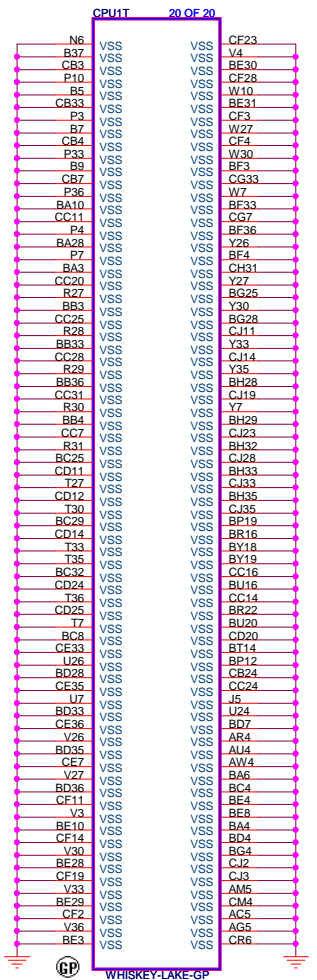 CPU1T 20 OF 20
N6 VSS VSS CF23
B37 VSS VSS V4
CB3 VSS VSS BE30
P10 VSS VSS CF28
B5 VSS VSS W10
CB33 VSS VSS BE31
P3 VSS VSS CF3
B7 VSS VSS W27
CB4 VSS VSS CF4
P33 VSS VSS W30
B9 VSS VSS BF3
CB7 VSS VSS CG33
P36 VSS VSS W7
BA10 VSS VSS BF33
CC11 VSS VSS CG7
P4 VSS VSS BF36
BA28 VSS VSS Y26
P7 VSS VSS BF4
BA3 VSS VSS CH31
CC20 VSS VSS Y27
R27 VSS VSS BG25
BB3 VSS VSS Y30
CC25 VSS VSS BG28
R28 VSS VSS CJ11
BB33 VSS VSS Y33
CC28 VSS VSS CJ14
R29 VSS VSS Y35
BB36 VSS VSS BH28
CC31 VSS VSS CJ19
R30 VSS VSS Y7
BB4 VSS VSS BH29
CC7 VSS VSS CJ23
R31 VSS VSS BH32
BC25 VSS VSS CJ28
CD11 VSS VSS BH33
T27 VSS VSS CJ33
CD12 VSS VSS BH35
T30 VSS VSS CJ35
BC29 VSS VSS BP19
CD14 VSS VSS BR16
T33 VSS VSS BY18
T35 VSS VSS BY19
BC32 VSS VSS CC16
CD24 VSS VSS BU16
T36 VSS VSS CC14
CD25 VSS VSS BR22
T7 VSS VSS BU20
BC8 VSS VSS CD20
CE33 VSS VSS BT14
U26 VSS VSS BP12
BD28 VSS VSS CB24
CE35 VSS VSS CC24
U7 VSS VSS J5
BD33 VSS VSS U24
CE36 VSS VSS BD7
V26 VSS VSS AR4
BD35 VSS VSS AU4
CE7 VSS VSS AW4
V27 VSS VSS BA6
BD36 VSS VSS BC4
CF11 VSS VSS BE4
V3 VSS VSS BE8
BE10 VSS VSS BA4
CF14 VSS VSS BD4
V30 VSS VSS BG4
BE28 VSS VSS CJ2
CF19 VSS VSS CJ3
V33 VSS VSS AM5
BE29 VSS VSS CM4
CF2 VSS VSS AC5
V36 VSS VSS AG5
BE3 VSS VSS CR6
GP
WHISKEY-LAKE-GP